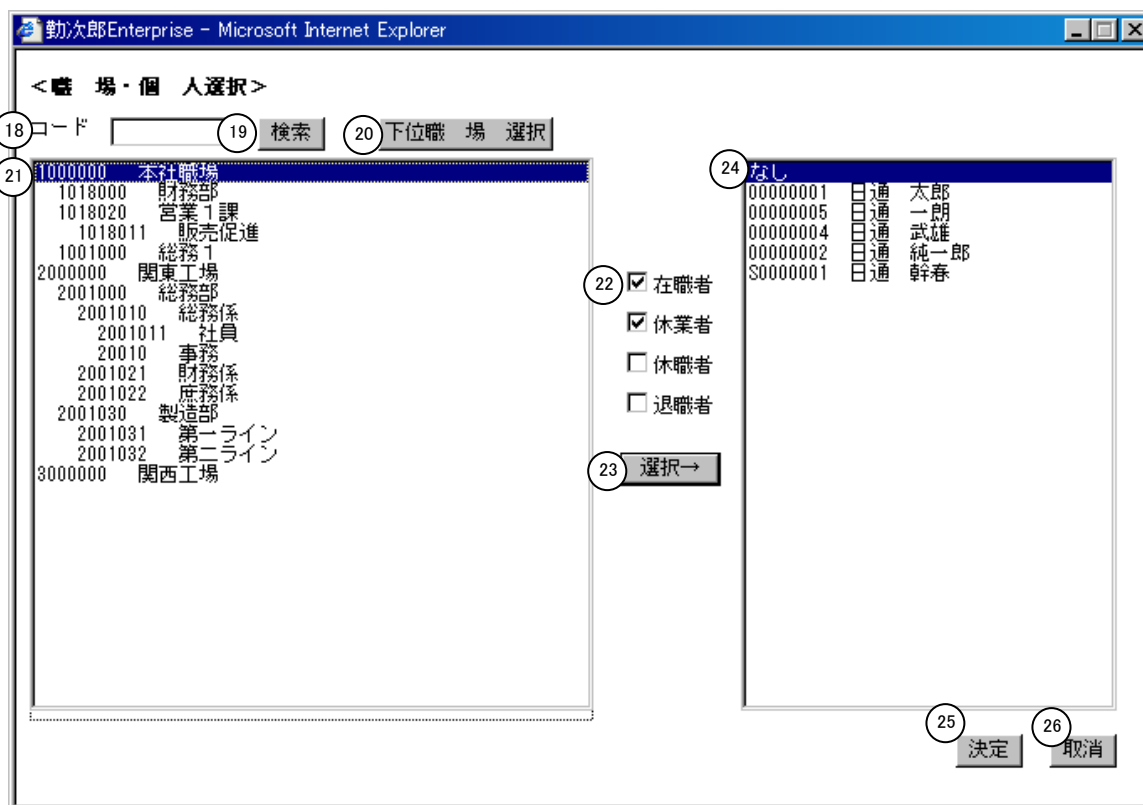 勤次郎Enterprise - Microsoft Internet Explorer
＜職　場・個　人選択＞
18 コード 19 検索 20 下位職　場　選択
21 1000000 本社職場
1018000 財務部
1018020 営業１課
1018011 販売促進
1001000 総務１
2000000 関東工場
2001000 総務部
2001010 総務係
2001011 社員
20010 事務
2001021 財務係
2001022 庶務係
2001030 製造部
2001031 第一ライン
2001032 第二ライン
3000000 関西工場
22 在職者
休業者
休職者
退職者
23 選択→
24 なし
00000001 日通　太郎
00000005 日通　一朗
00000004 日通　武雄
00000002 日通　純一郎
S0000001 日通　幹春
25 決定
26 取消